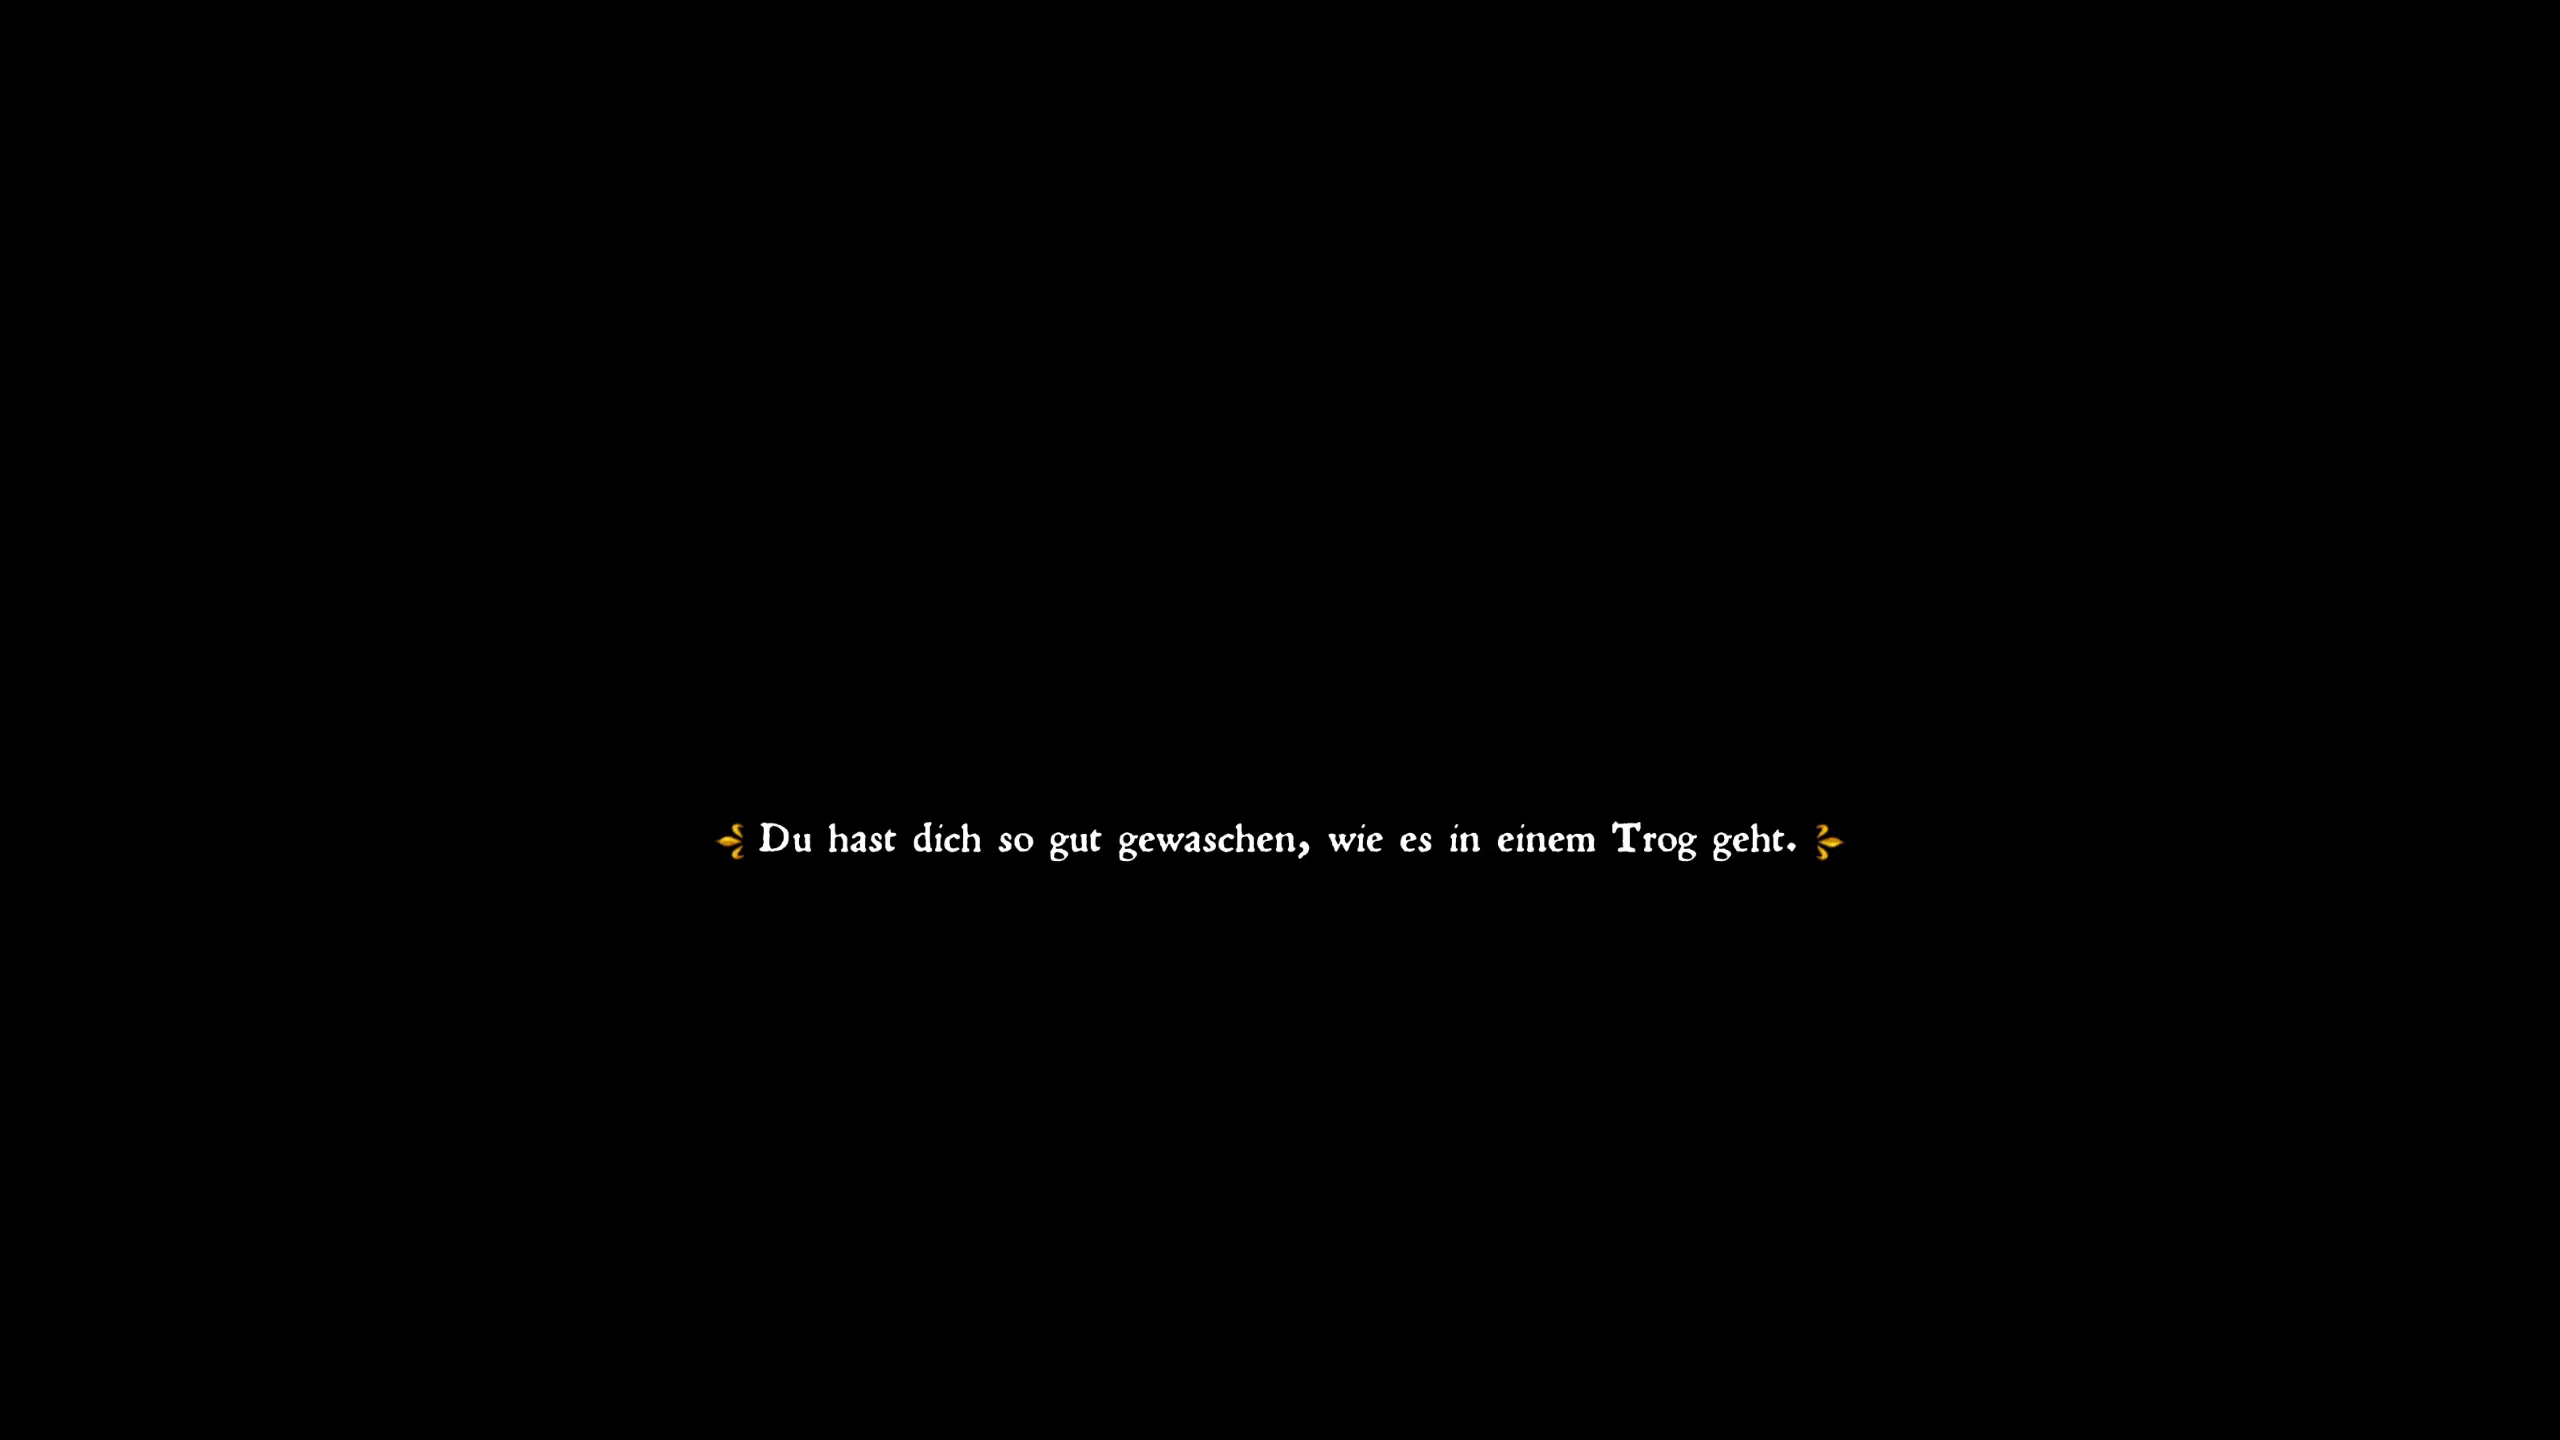 Du hast dich so gut gewaschen, wie es in einem Trog geht.